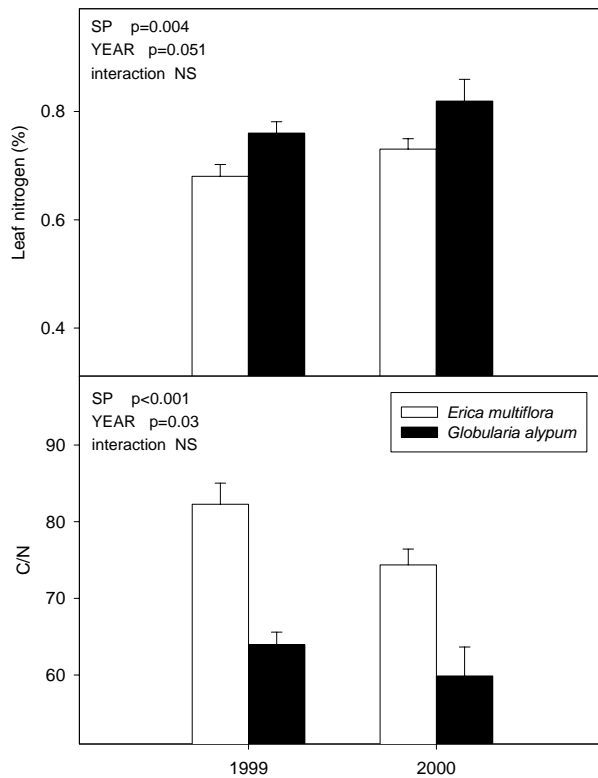 SP p=0.004
YEAR p=0.051
interaction NS
0.8
0.6
0.4
Leaf nitrogen (%)
SP p<0.001
YEAR p=0.03
interaction NS
Erica multiflora
Globularia alypum
90
80
70
60
C/N
1999 2000